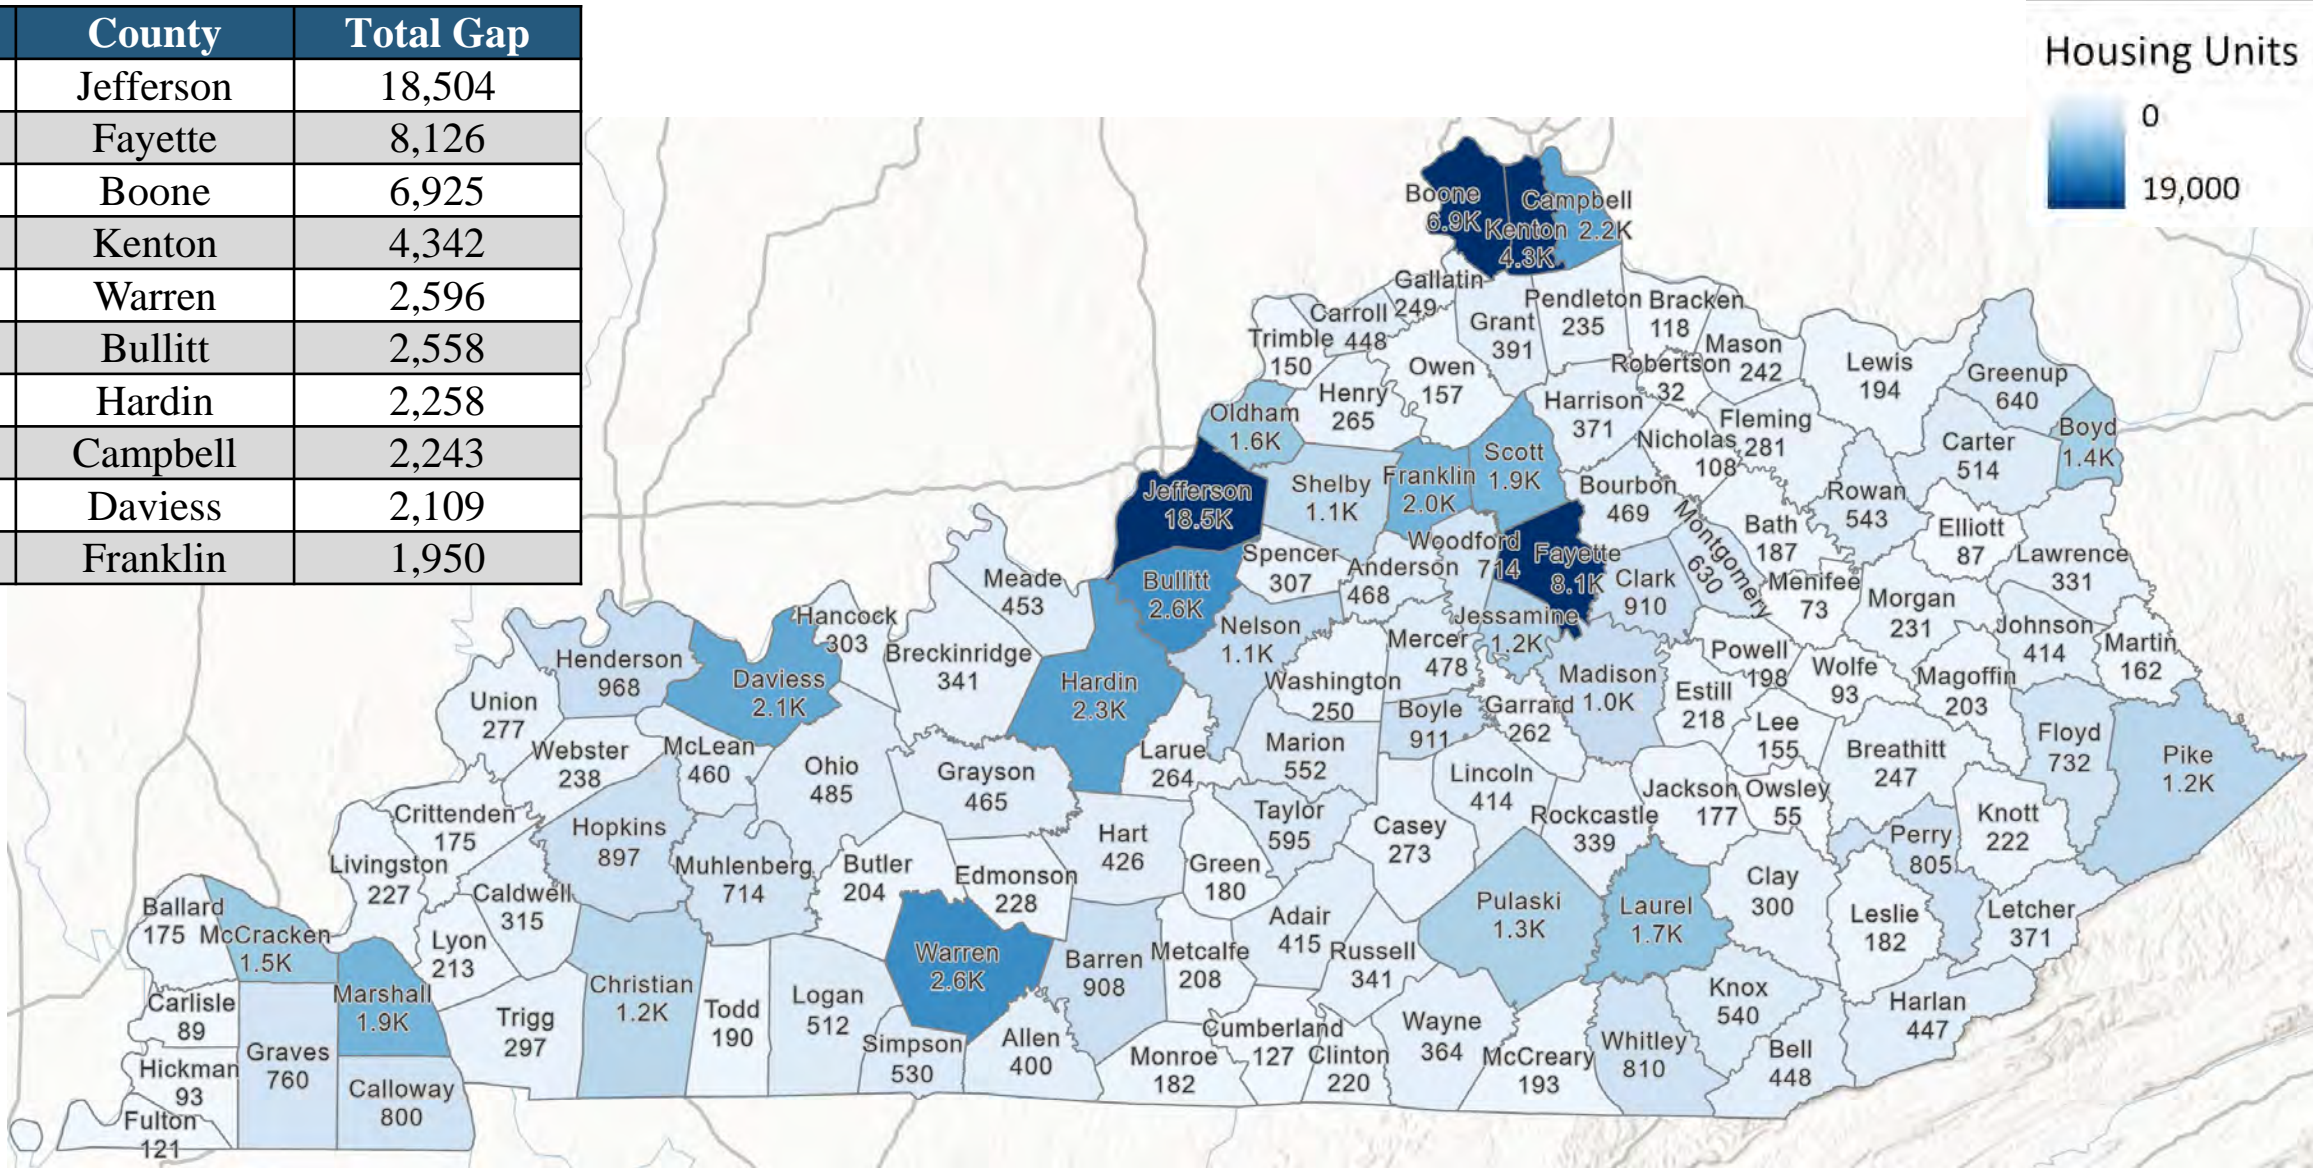 County Total Gap
Jefferson 18,504
Fayette 8,126
Boone 6,925
Kenton 4,342
Warren 2,596
Bullitt 2,558
Hardin 2,258
Campbell 2,243
Daviess 2,109
Franklin 1,950
Housing Units
0
19,000
Boone
6.9K
Kenton
4.3K
Campbell
2.2K
Gallatin
249
Carroll
448
Trimble
150
Grant
391
Pendleton
235
Bracken
118
Mason
242
Robertson
32
Lewis
194
Greenup
640
Boyd
1.4K
Carter
514
Fleming
281
Nicholas
108
Harrison
371
Owen
157
Henry
265
Oldham
1.6K
Jefferson
18.5K
Shelby
1.1K
Franklin
2.0K
Scott
1.9K
Bourbon
469
Montgomery
630
Bath
187
Rowan
543
Elliott
87
Lawrence
331
Menifee
73
Morgan
231
Johnson
414
Martin
162
Fayette
8.1K
Clark
910
Woodford
714
Anderson
468
Spencer
307
Bullitt
2.6K
Meade
453
Hancock
303
Breckinridge
341
Hardin
2.3K
Nelson
1.1K
Washington
250
Mercer
478
Jessamine
1.2K
Madison
1.0K
Garrard
262
Boyle
911
Estill
218
Powell
198
Wolfe
93
Lee
155
Magoffin
203
Floyd
732
Pike
1.2K
Breathitt
247
Knott
222
Perry
805
Owsley
55
Jackson
177
Rockcastle
339
Lincoln
414
Casey
273
Marion
552
Taylor
595
Larue
264
Green
180
Hart
426
Grayson
465
Ohio
485
Daviess
2.1K
Henderson
968
Union
277
Webster
238
McLean
460
Hopkins
897
Muhlenberg
714
Butler
204
Edmonson
228
Warren
2.6K
Barren
908
Metcalfe
208
Adair
415
Russell
341
Pulaski
1.3K
Laurel
1.7K
Clay
300
Leslie
182
Letcher
371
Harlan
447
Knox
540
Bell
448
Whitley
810
McCreary
193
Wayne
364
Clinton
220
Cumberland
127
Monroe
182
Allen
400
Simpson
530
Logan
512
Todd
190
Christian
1.2K
Trigg
297
Caldwell
315
Lyon
213
Crittenden
175
Livingston
227
Ballard
175
McCracken
1.5K
Marshall
1.9K
Carlisle
89
Graves
760
Calloway
800
Hickman
93
Fulton
121